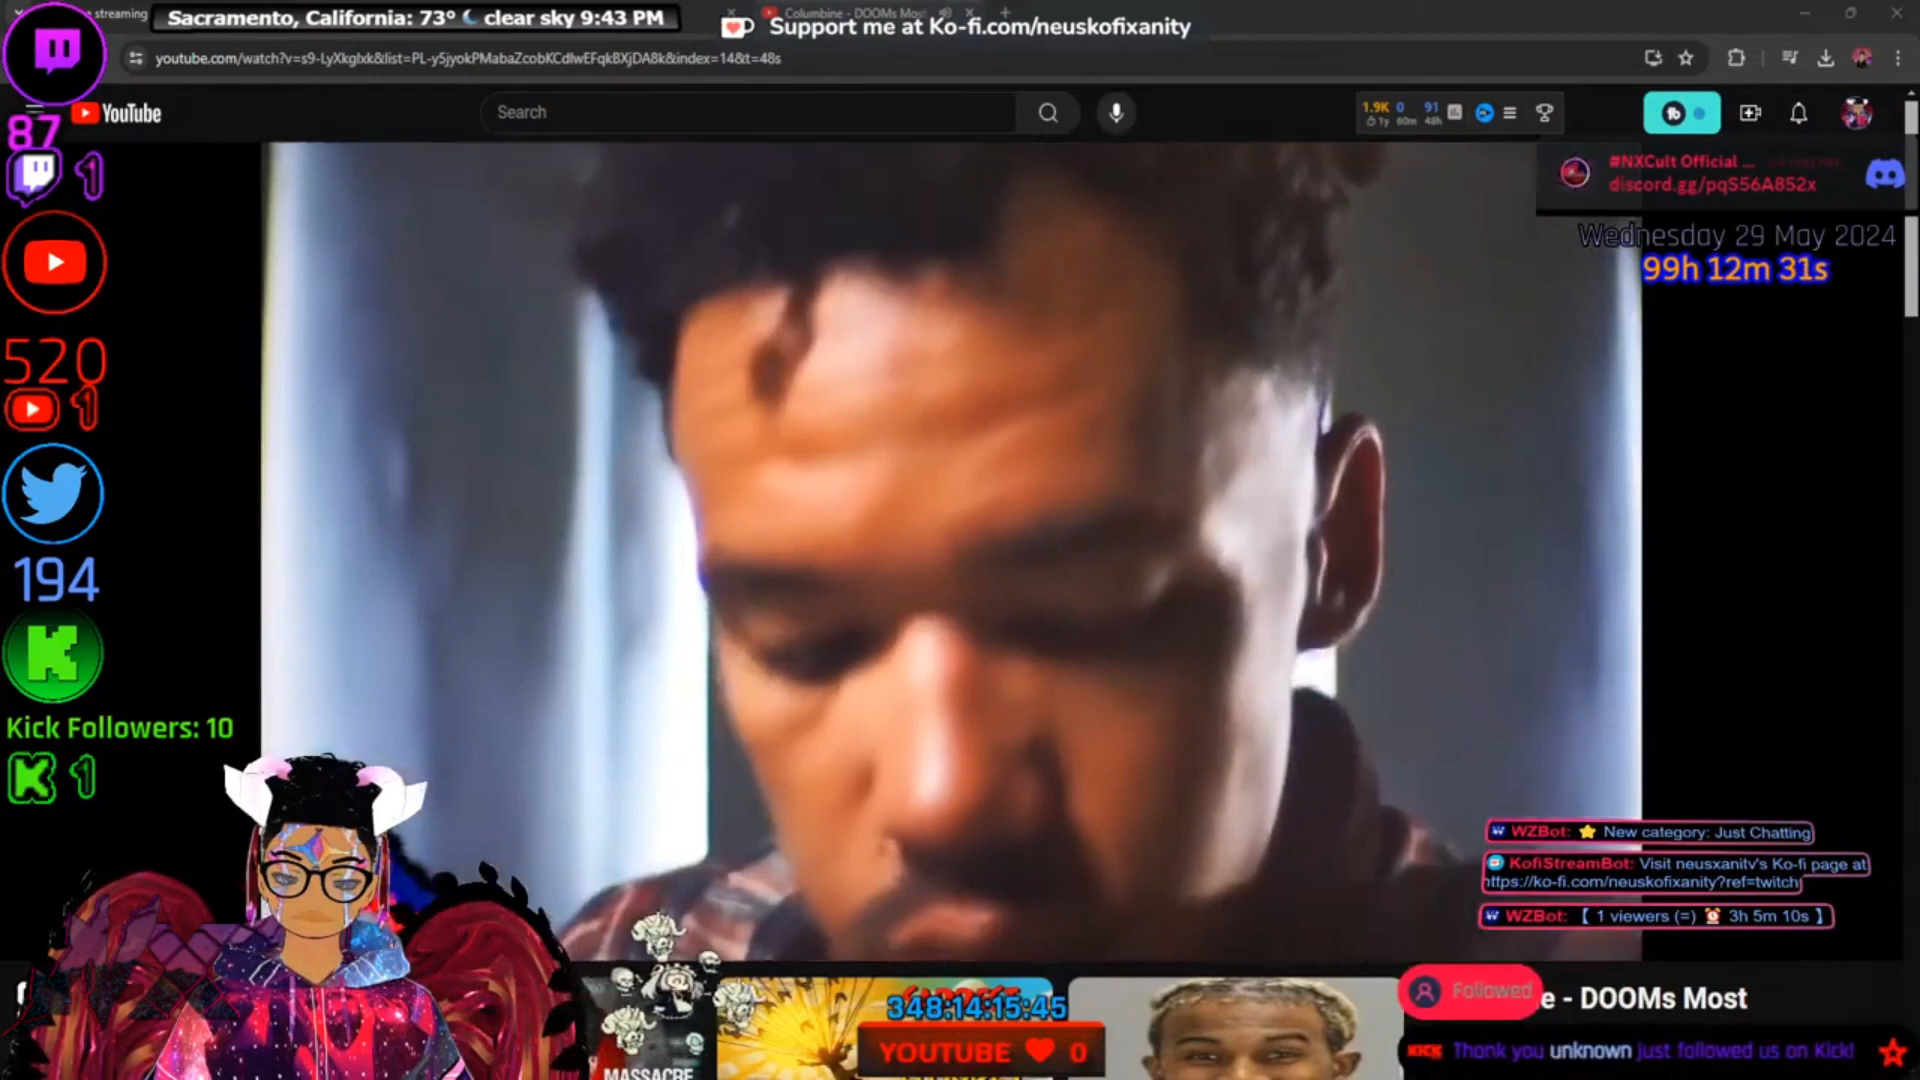 e streaming
Sacramento, California: 73° clear sky 9:43 PM
Columbine - DOOMs Mos
Support me at Ko-fi.com/neuskofixanity
youtube.com/watch?v=s9-LyXkglxk&list=PL-y5jyokPMabaZcobKCdlwEFqkBXjDA8k&index=14&t=48s
YouTube
Search
1.9K 0 91
1y 60m 48h
87
1
#NXCult Official ...
discord.gg/pqS56A852x
Wednesday 29 May 2024
99h 12m 31s
520
1
194
K
Kick Followers: 10
K 1
WZBot: New category: Just Chatting
KofiStreamBot: Visit neusxanity's Ko-fi page at
https://ko-fi.com/neuskofixanity?ref=twitch
WZBot: 【 1 viewers (=) 3h 5m 10s 】
Followed
e - DOOMs Most
348:14:15:45
YOUTUBE 0
MASSACRE
KICK Thank you unknown just followed us on Kick!